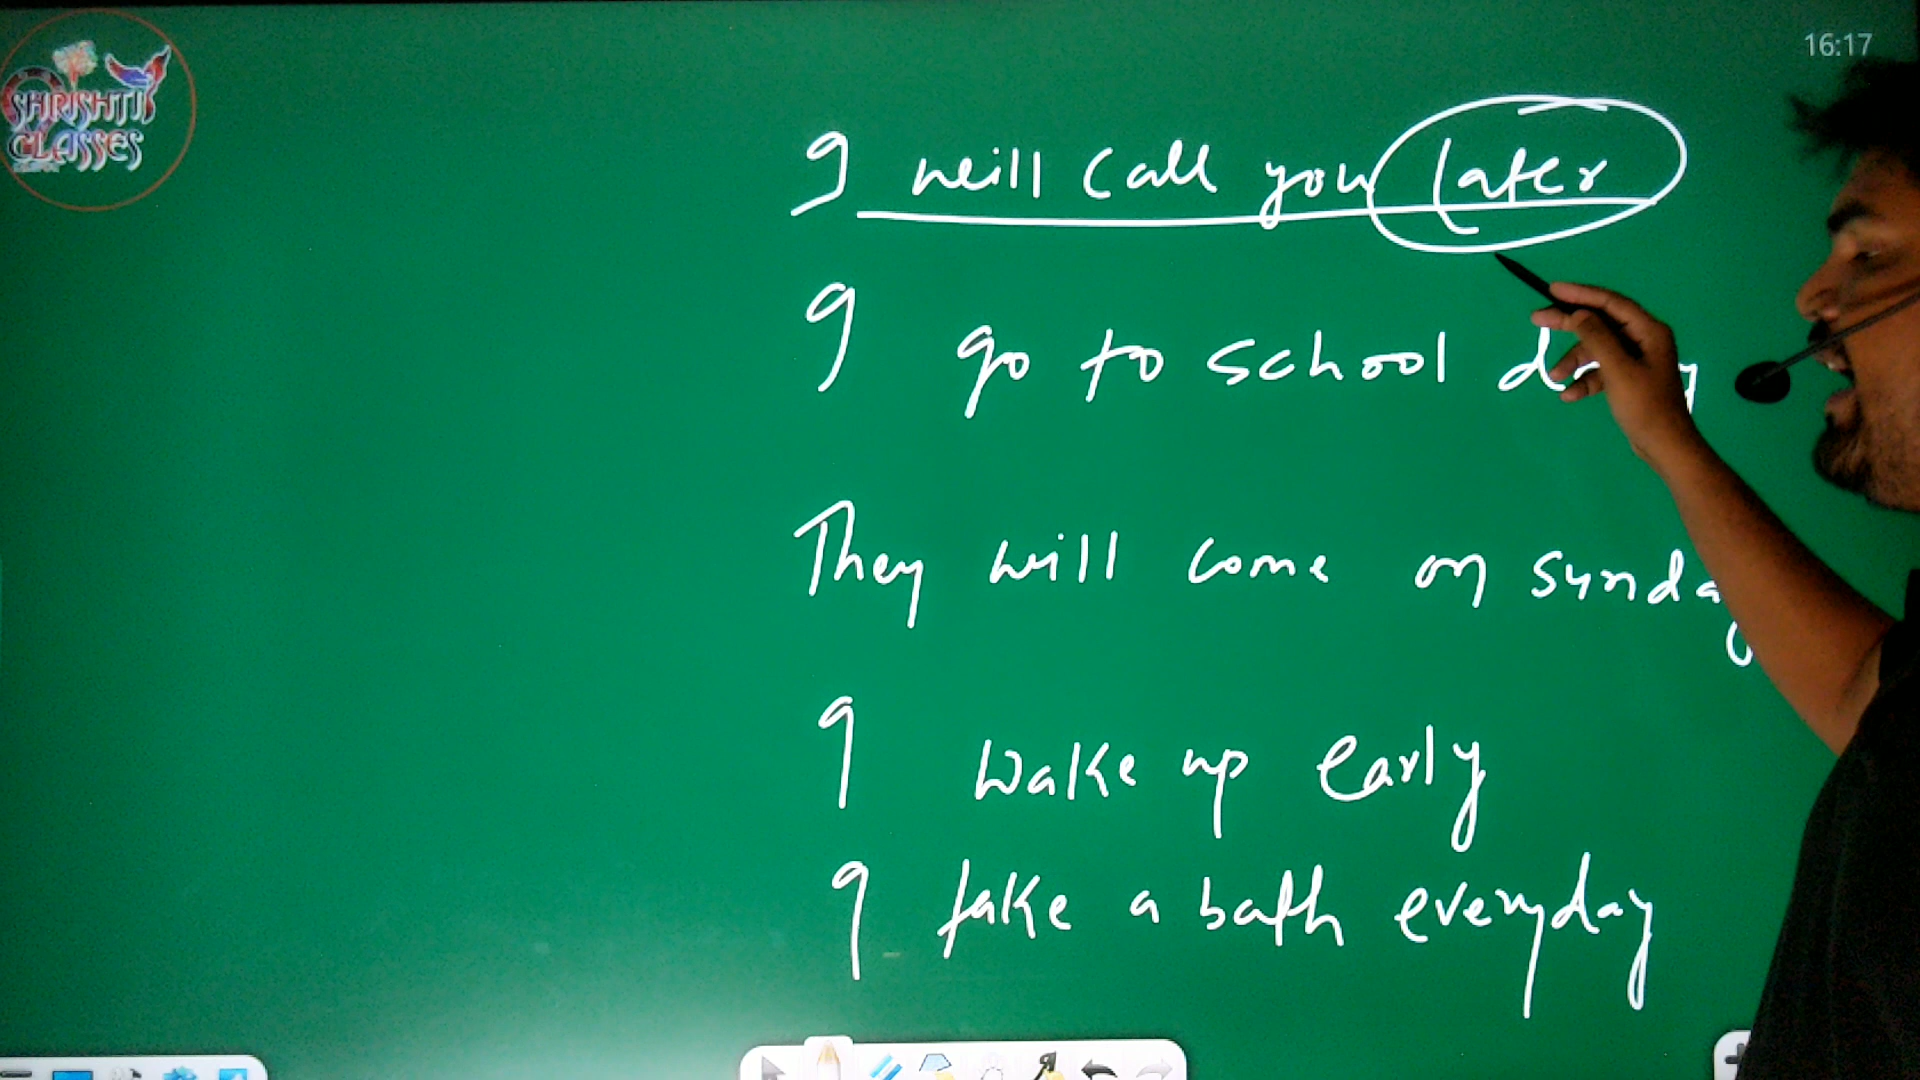 SHRISHTI
CLASSES
16:17
I will call you later
I go to school
They will come on sunday
I wake up early
I take a bath everyday